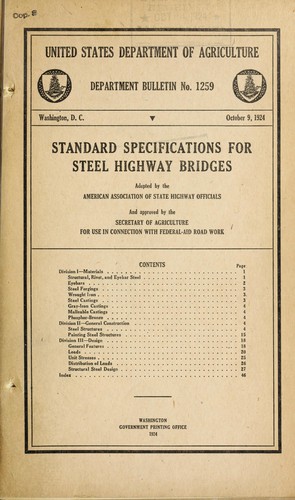 Cop. 2
UNITED STATES DEPARTMENT OF AGRICULTURE
DEPARTMENT BULLETIN No. 1259
Washington, D. C. ▼ October 9, 1924
STANDARD SPECIFICATIONS FOR
STEEL HIGHWAY BRIDGES
Adopted by the
AMERICAN ASSOCIATION OF STATE HIGHWAY OFFICIALS
And approved by the
SECRETARY OF AGRICULTURE
FOR USE IN CONNECTION WITH FEDERAL-AID ROAD WORK
CONTENTS
Page
Division I—Materials 1
Structural, Rivet, and Eyebar Steel 1
Eyebars 2
Steel Forgings 3
Wrought Iron 3
Steel Castings 3
Gray-Iron Castings 4
Malleable Castings 4
Phosphor-Bronze 4
Division II—General Construction 4
Steel Structures 4
Painting Steel Structures 15
Division III—Design 18
General Features 18
Loads 20
Unit Stresses 25
Distribution of Loads 26
Structural Steel Design 27
Index 46
WASHINGTON
GOVERNMENT PRINTING OFFICE
1924